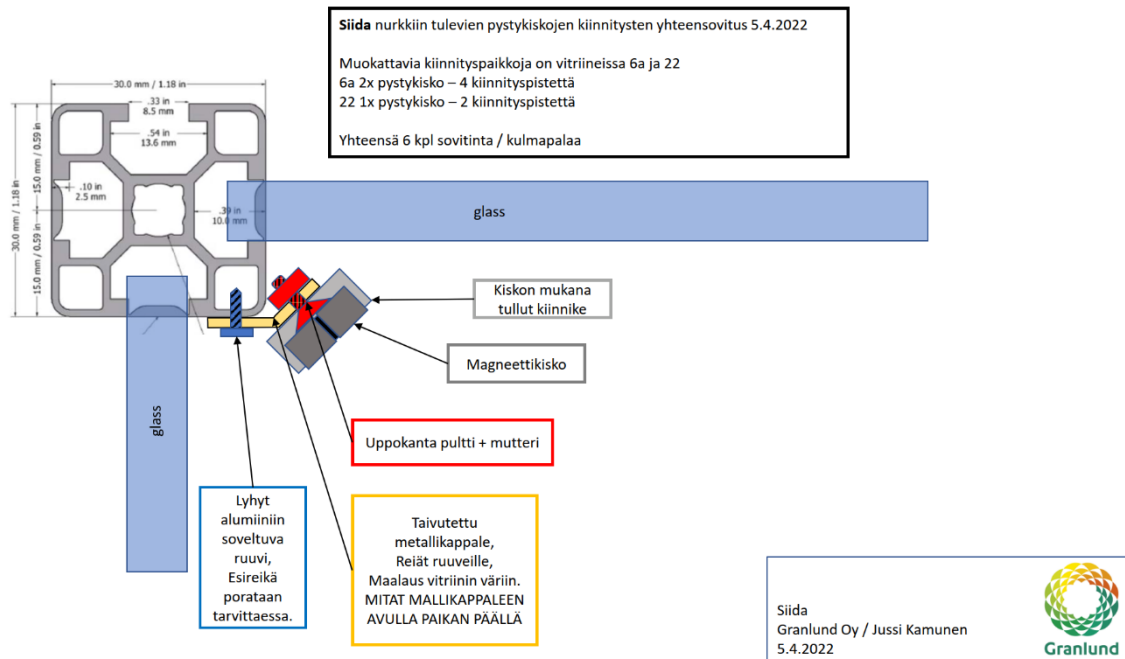 Siida nurkkiin tulevien pystykiskojen kiinnitysten yhteensovitus 5.4.2022
Muokattavia kiinnityspaikkoja on vitriineissa 6a ja 22
6a 2x pystykisko – 4 kiinnityspistettä
22 1x pystykisko – 2 kiinnityspistettä
Yhteensä 6 kpl sovitinta / kulmapalaa
30.0 mm / 1.18 in
.33 in
8.5 mm
.54 in
13.6 mm
30.0 mm / 1.18 in
15.0 mm / 0.59 in
15.0 mm / 0.59 in
.10 in
2.5 mm
.39 in
10.0 mm
glass
glass
Kiskon mukana
tullut kiinnike
Magneettikisko
Uppokanta pultti + mutteri
Lyhyt
alumiiniin
soveltuva
ruuvi,
Esireikä
porataan
tarvittaessa.
Taivutettu
metallikappale,
Reiät ruuveille,
Maalaus vitriinin väriin.
MITAT MALLIKAPPALEEN
AVULLA PAIKAN PÄÄLLÄ
Siida
Granlund Oy / Jussi Kamunen
5.4.2022
Granlund